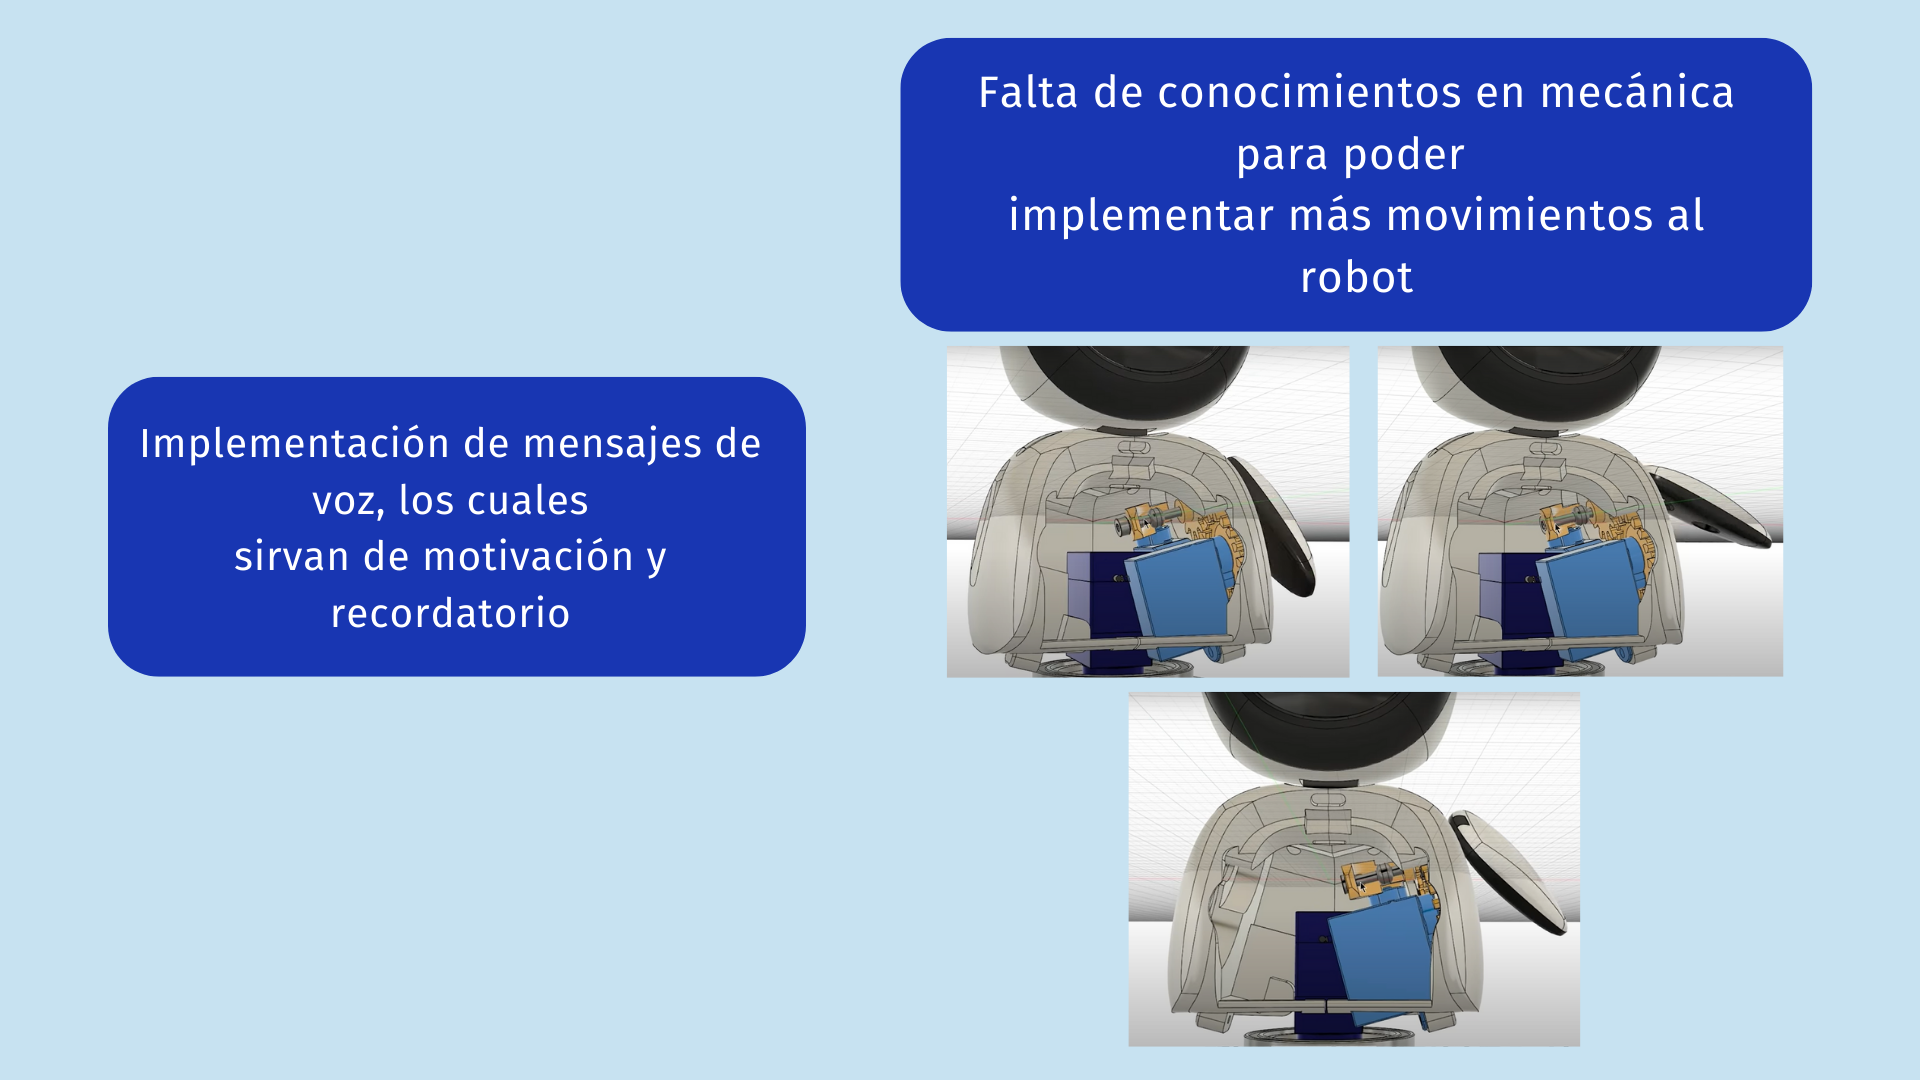 Falta de conocimientos en mecánica
para poder
implementar más movimientos al
robot
Implementación de mensajes de
voz, los cuales
sirvan de motivación y
recordatorio